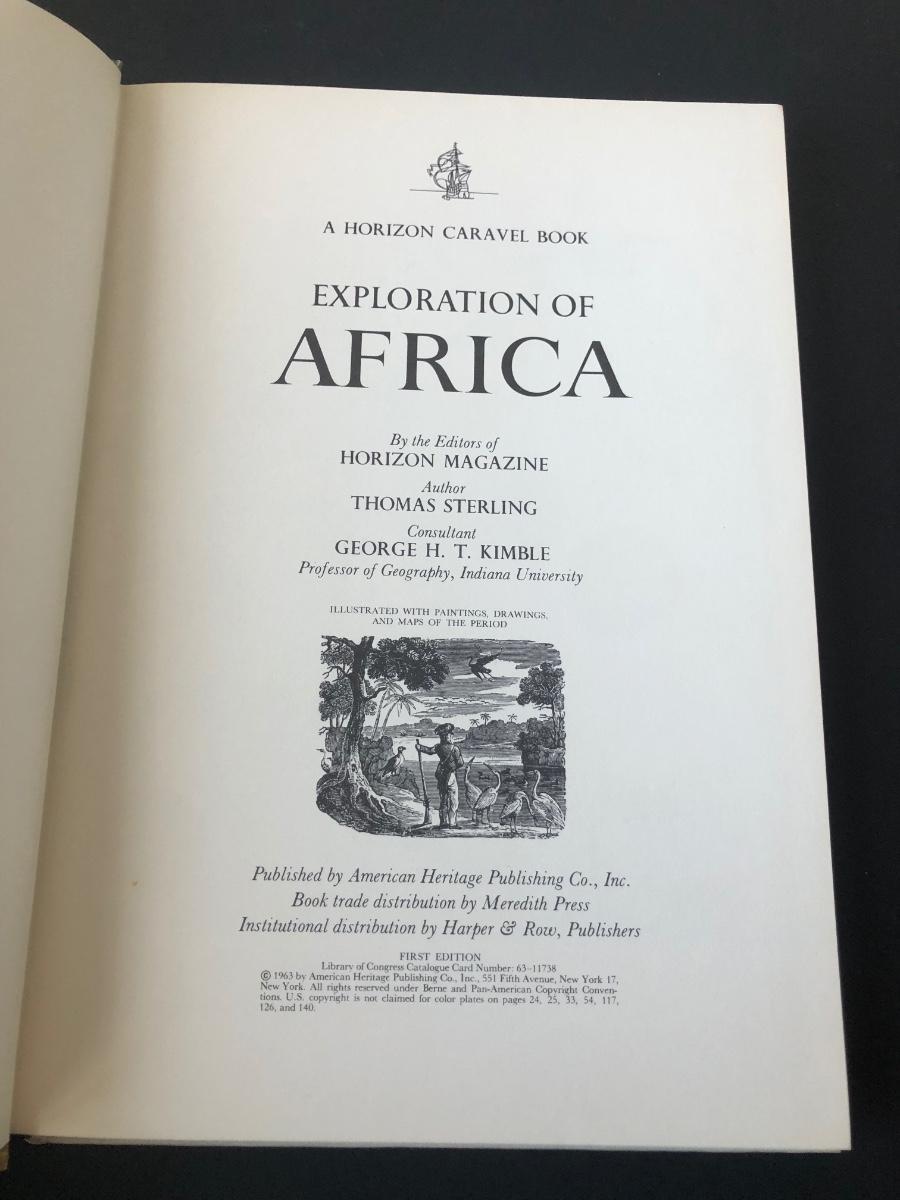 A HORIZON CARAVEL BOOK
EXPLORATION OF
AFRICA
By the Editors of
HORIZON MAGAZINE
Author
THOMAS STERLING
Consultant
GEORGE H. T. KIMBLE
Professor of Geography, Indiana University
ILLUSTRATED WITH PAINTINGS, DRAWINGS,
AND MAPS OF THE PERIOD
Published by American Heritage Publishing Co., Inc.
Book trade distribution by Meredith Press
Institutional distribution by Harper & Row, Publishers
FIRST EDITION
Library of Congress Catalogue Card Number: 63-11738
© 1963 by American Heritage Publishing Co., Inc., 551 Fifth Avenue, New York 17,
New York. All rights reserved under Berne and Pan-American Copyright Conven-
tions. U.S. copyright is not claimed for color plates on pages 24, 25, 33, 54, 117,
126, and 140.